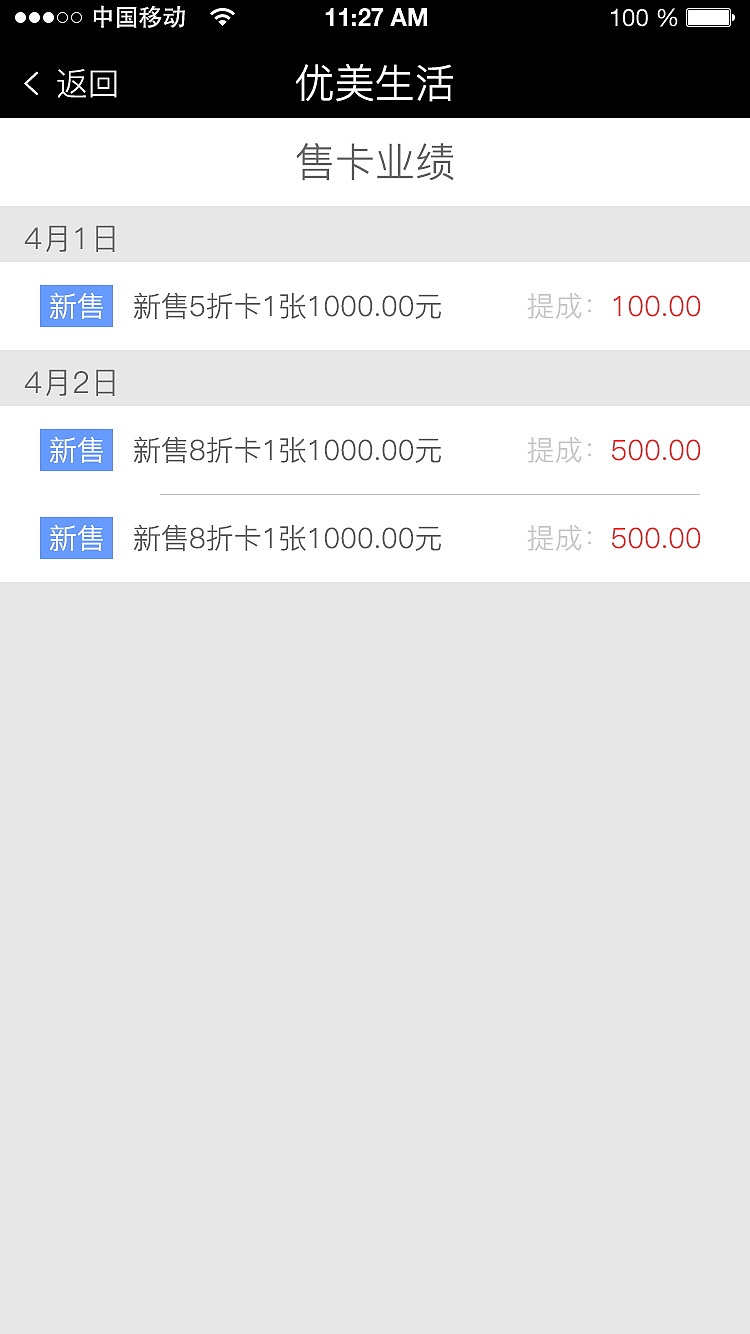 中国移动 11:27 AM 100 %
返回 优美生活
售卡业绩
4月1日
新售 新售5折卡1张1000.00元 提成：100.00
4月2日
新售 新售8折卡1张1000.00元 提成：500.00
新售 新售8折卡1张1000.00元 提成：500.00